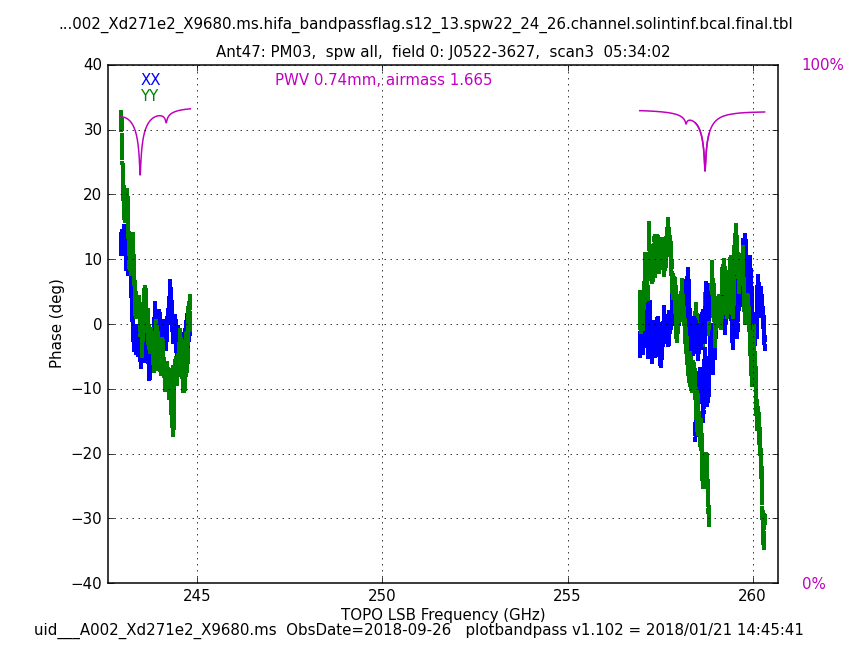 ...002_Xd271e2_X9680.ms.hifa_bandpassflag.s12_13.spw22_24_26.channel.solintinf.bcal.final.tbl
Ant47: PM03,  spw all,  field 0: J0522-3627,  scan3  05:34:02
XX
YY
PWV 0.74mm, airmass 1.665
100%
0%
40
30
20
10
0
−10
−20
−30
−40
Phase (deg)
245 250 255 260
TOPO LSB Frequency (GHz)
uid___A002_Xd271e2_X9680.ms  ObsDate=2018-09-26   plotbandpass v1.102 = 2018/01/21 14:45:41